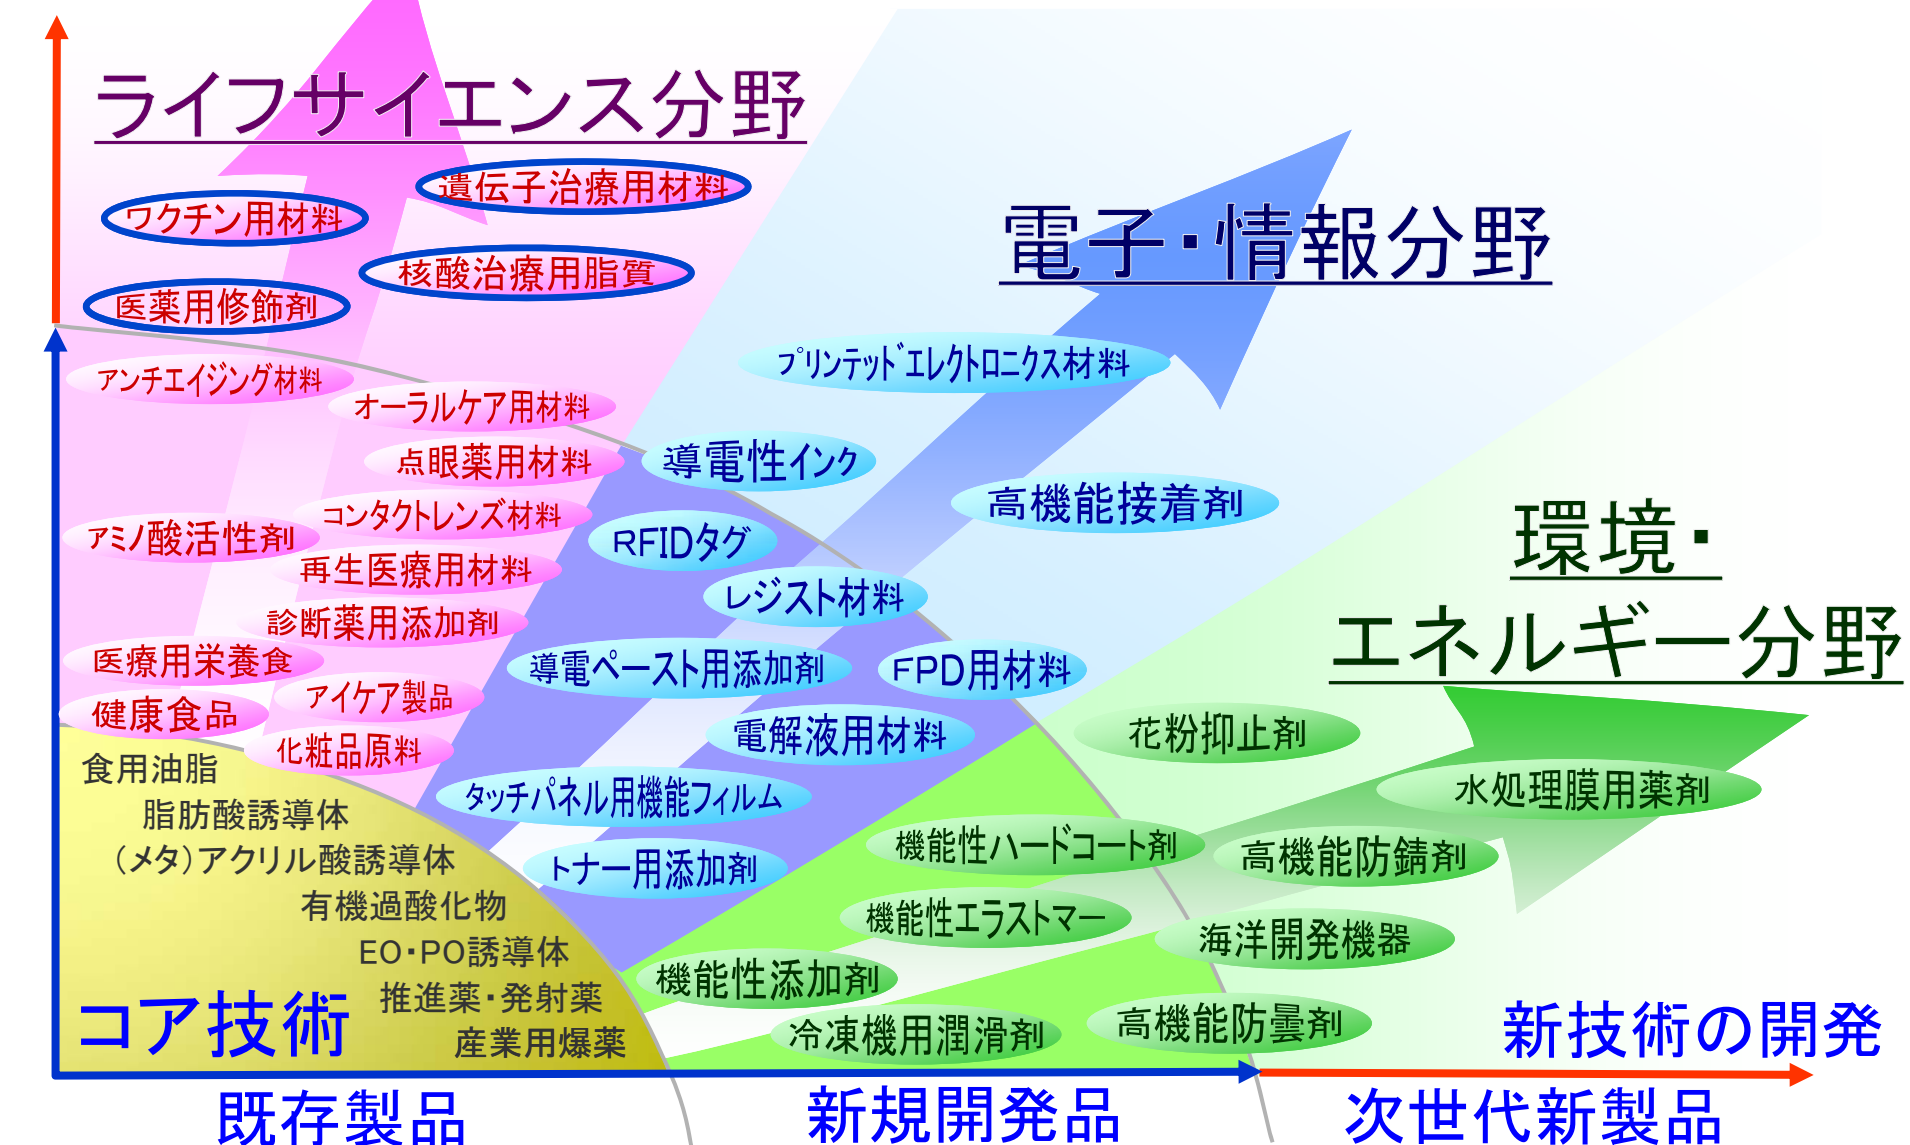 ライフサイエンス分野
遺伝子治療用材料
ワクチン用材料
核酸治療用脂質
医薬用修飾剤
アンチエイジング材料
オーラルケア用材料
点眼薬用材料
コンタクトレンズ材料
アミノ酸活性剤
再生医療用材料
診断薬用添加剤
医療用栄養食
アイケア製品
健康食品
化粧品原料
電子・情報分野
プリンテッドエレクトロニクス材料
導電性インク
高機能接着剤
RFIDタグ
レジスト材料
導電ペースト用添加剤
FPD用材料
電解液用材料
タッチパネル用機能フィルム
トナー用添加剤
環境・
エネルギー分野
花粉抑止剤
水処理膜用薬剤
機能性ハードコート剤
高機能防錆剤
機能性エラストマー
海洋開発機器
機能性添加剤
冷凍機用潤滑剤
高機能防曇剤
食用油脂
脂肪酸誘導体
(メタ)アクリル酸誘導体
有機過酸化物
EO・PO誘導体
推進薬・発射薬
産業用爆薬
コア技術
新技術の開発
既存製品
新規開発品
次世代新製品